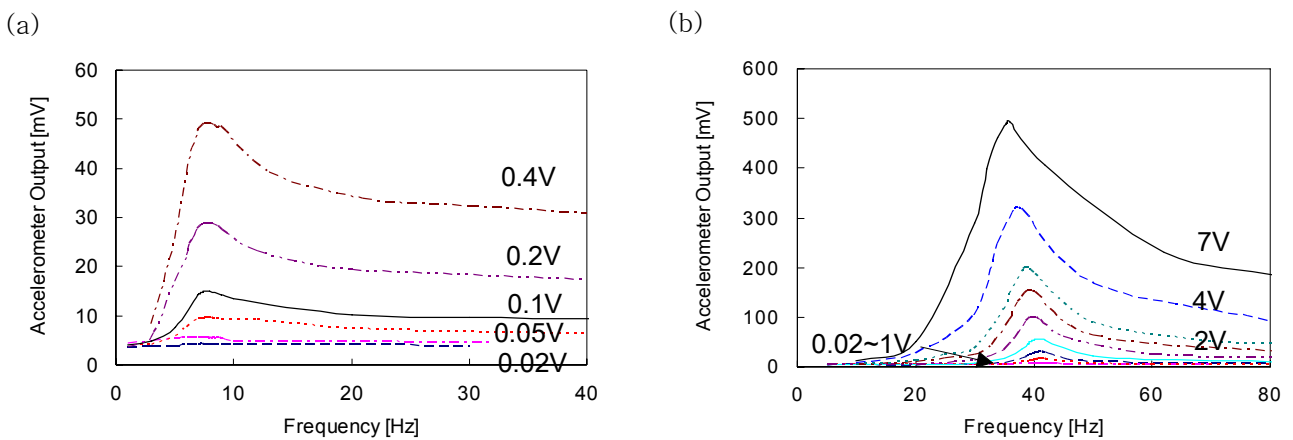 (a)
60
50
40
30
20
10
0
0 10 20 30 40
Accelerometer Output [mV]
Frequency [Hz]
0.4V
0.2V
0.1V
0.05V
0.02V
(b)
600
500
400
300
200
100
0
0 20 40 60 80
Accelerometer Output [mV]
Frequency [Hz]
7V
4V
2V
0.02~1V